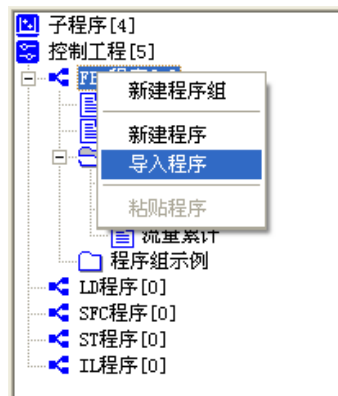 子程序[4]
控制工程[5]
新建程序组
新建程序
导入程序
粘贴程序
流量累计
程序组示例
LD程序[0]
SFC程序[0]
ST程序[0]
IL程序[0]